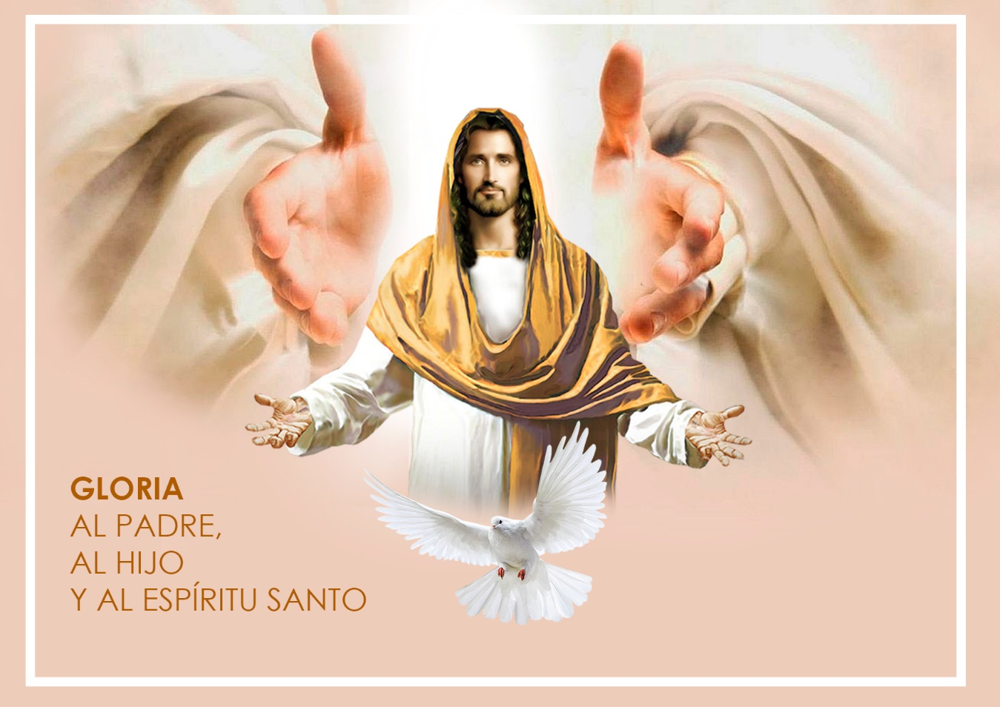 GLORIA
AL PADRE,
AL HIJO
Y AL ESPÍRITU SANTO